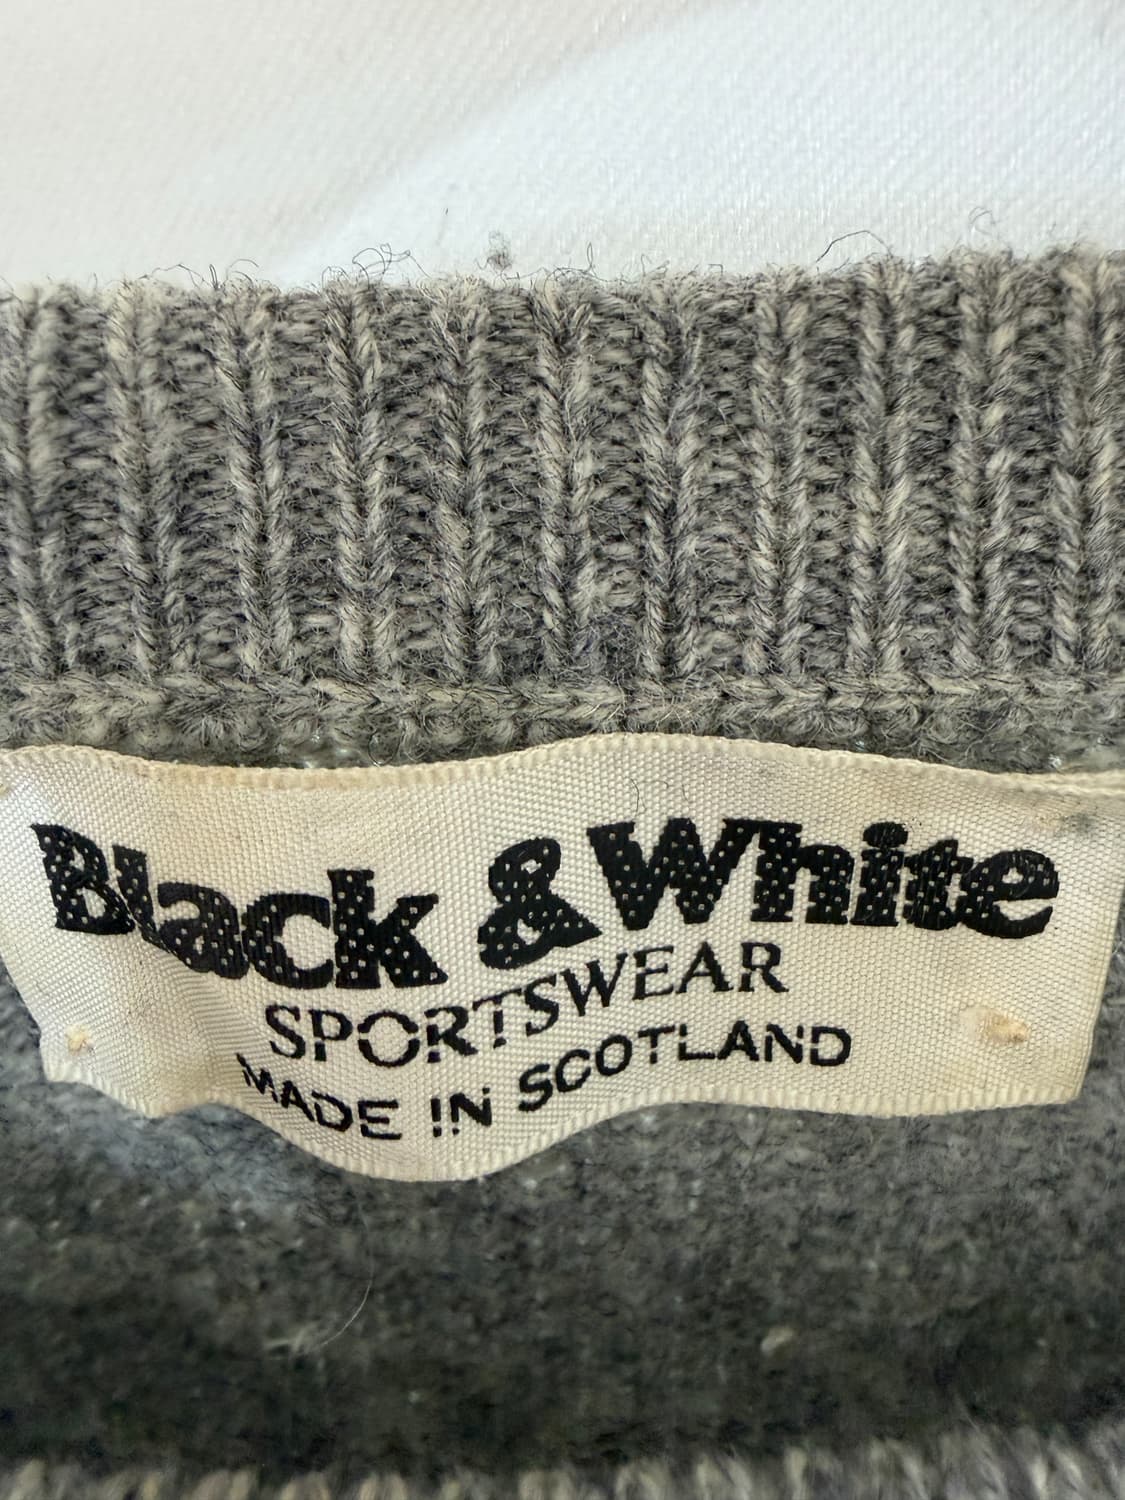 Black & White
SPORTSWEAR
MADE IN SCOTLAND